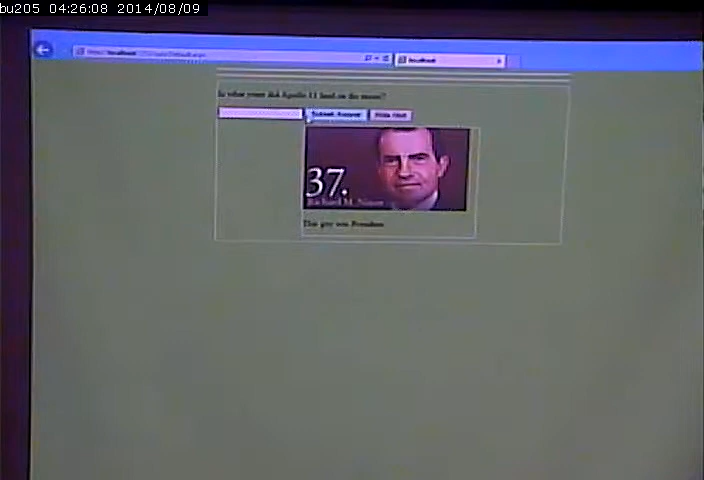 bu205 04:26:08 2014/08/09
localhost
In what year did Apollo 11 land on the moon?
Submit Answer Hide Hint
37.
Richard M. Nixon
This guy was President